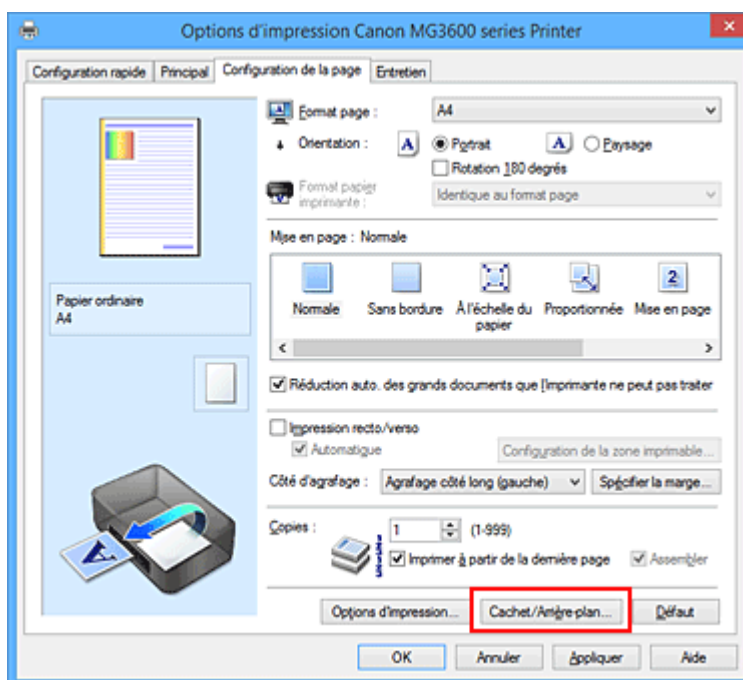 Options d'impression Canon MG3600 series Printer
Configuration rapide Principal Configuration de la page Entretien
Format page : A4
Orientation : A Portrait A Paysage
Rotation 180 degrés
Format papier imprimante : Identique au format page
Mise en page : Normale
Normale Sans bordure À l'échelle du papier Proportionnée Mise en page
2
Papier ordinaire
A4
Réduction auto. des grands documents que l'imprimante ne peut pas traiter
Impression recto/verso
Automatique Configuration de la zone imprimable...
Côté d'agrafage : Agrafage côté long (gauche) Spécifier la marge...
Copies : 1 (1-999)
Imprimer à partir de la dernière page Assembler
Options d'impression... Cachet/Arrière-plan... Défaut
OK Annuler Appliquer Aide